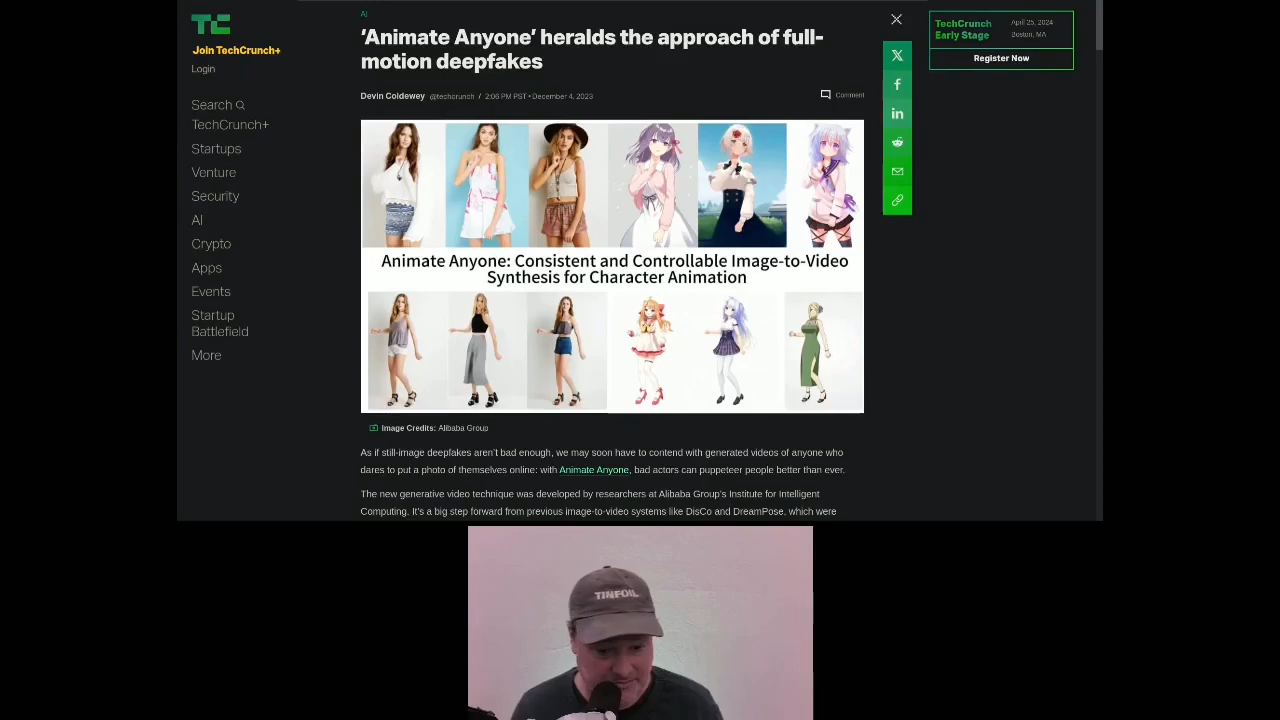 TC
Join TechCrunch+
Login
Search
TechCrunch+
Startups
Venture
Security
AI
Crypto
Apps
Events
Startup
Battlefield
More
AI
‘Animate Anyone’ heralds the approach of full-
motion deepfakes
Devin Coldewey @techcrunch / 2:06 PM PST • December 4, 2023
Comment
Animate Anyone: Consistent and Controllable Image-to-Video
Synthesis for Character Animation
Image Credits: Alibaba Group
As if still-image deepfakes aren’t bad enough, we may soon have to contend with generated videos of anyone who
dares to put a photo of themselves online: with Animate Anyone, bad actors can puppeteer people better than ever.
The new generative video technique was developed by researchers at Alibaba Group’s Institute for Intelligent
Computing. It’s a big step forward from previous image-to-video systems like DisCo and DreamPose, which were
X
f
in
TechCrunch
Early Stage
April 25, 2024
Boston, MA
Register Now
TINFOIL